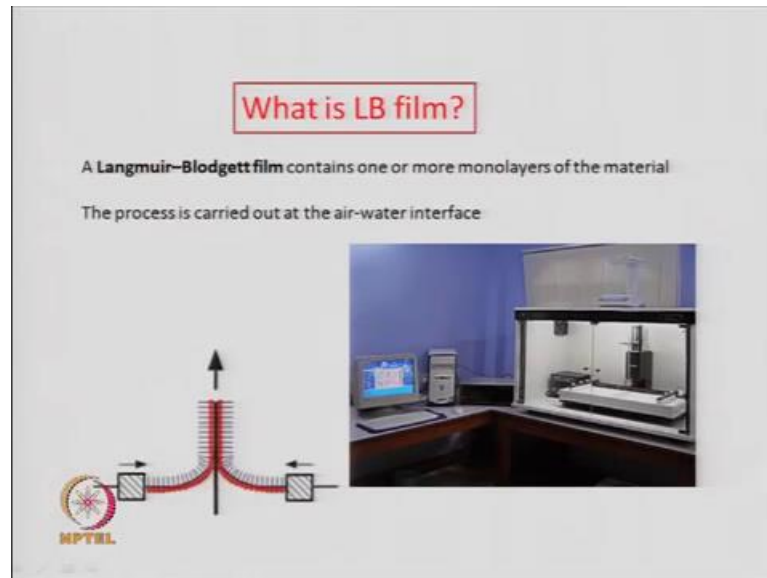 What is LB film?
A Langmuir–Blodgett film contains one or more monolayers of the material
The process is carried out at the air-water interface
NPTEL